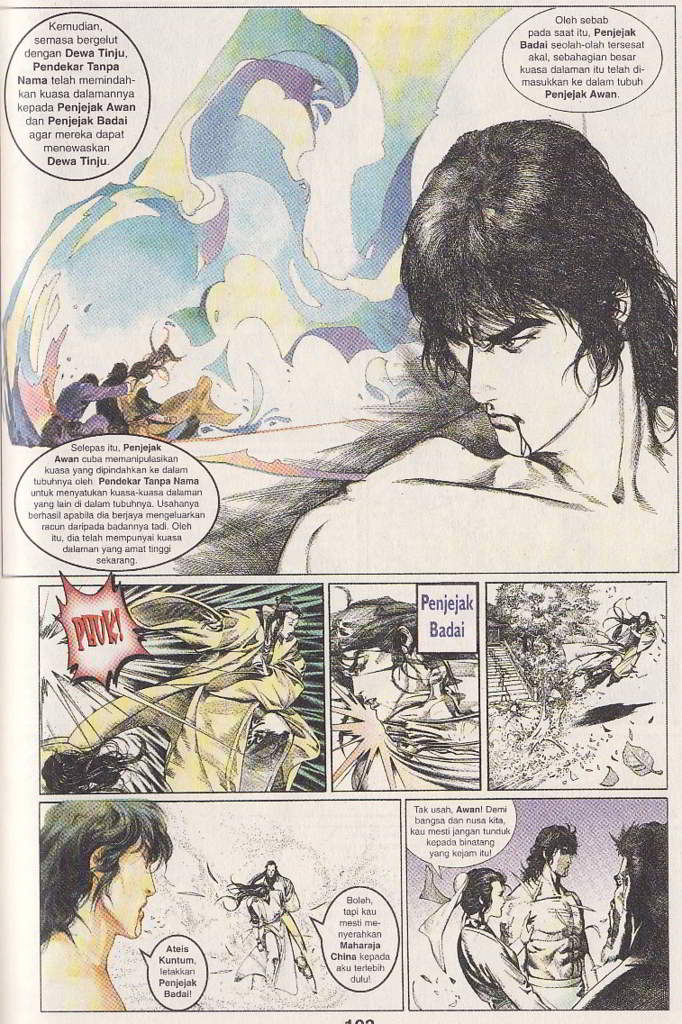 Kemudian,
semasa bergelut
dengan Dewa Tinju,
Pendekar Tanpa
Nama telah memindah-
kan kuasa dalamannya
kepada Penjejak Awan
dan Penjejak Badai
agar mereka dapat
menewaskan
Dewa Tinju.
Oleh sebab
pada saat itu, Penjejak
Badai seolah-olah tersesat
akal, sebahagian besar
kuasa dalaman itu telah di-
masukkan ke dalam tubuh
Penjejak Awan.
Selepas itu, Penjejak
Awan cuba memanipulasikan
kuasa yang dipindahkan ke dalam
tubuhnya oleh Pendekar Tanpa Nama
untuk menyatukan kuasa-kuasa dalaman
yang lain di dalam tubuhnya. Usahanya
berhasil apabila dia berjaya mengeluarkan
racun daripada badannya tadi. Oleh
itu, dia telah mempunyai kuasa
dalaman yang amat tinggi
sekarang.
PHUK!
Penjejak
Badai
Ateis
Kuntum,
letakkan
Penjejak
Badai!
Boleh,
tapi kau
mesti me-
nyerahkan
Maharaja
China kepada
aku terlebih
dulu!
Tak usah, Awan! Demi
bangsa dan nusa kita,
kau mesti jangan tunduk
kepada binatang
yang kejam itu!